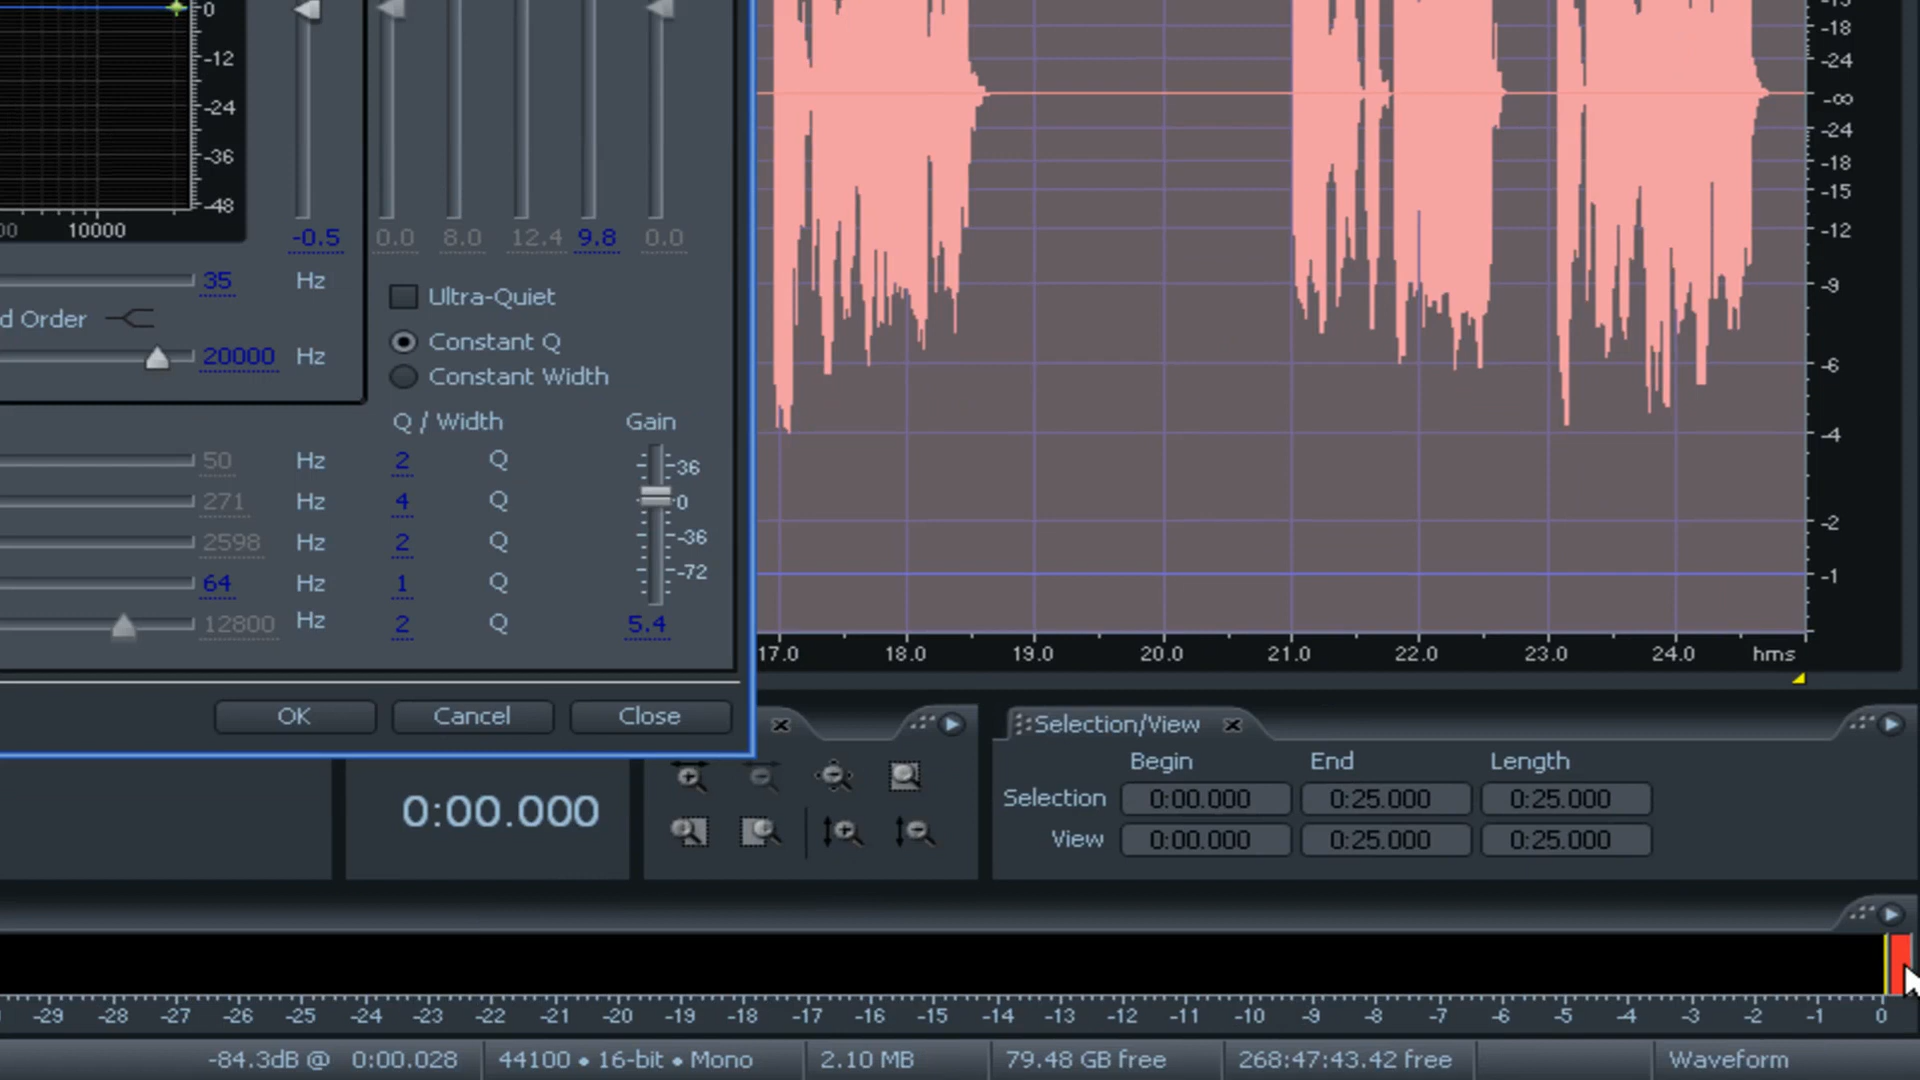 0
-12
-24
-36
-48
00 10000
-0.5 0.0 8.0 12.4 9.8 0.0
35 Hz
Ultra-Quiet
d Order
Constant Q
20000 Hz
Constant Width
Q / Width Gain
50 Hz 2 Q
271 Hz 4 Q
2598 Hz 2 Q
64 Hz 1 Q
12800 Hz 2 Q
36
0
-36
-72
5.4
OK Cancel Close
-18
-24
-∞
-24
-18
-15
-12
-9
-6
-4
-2
-1
17.0 18.0 19.0 20.0 21.0 22.0 23.0 24.0 hms
Selection/View
Begin End Length
Selection 0:00.000 0:25.000 0:25.000
View 0:00.000 0:25.000 0:25.000
0:00.000
-29 -28 -27 -26 -25 -24 -23 -22 -21 -20 -19 -18 -17 -16 -15 -14 -13 -12 -11 -10 -9 -8 -7 -6 -5 -4 -3 -2 -1 0
-84.3dB @ 0:00.028 44100 • 16-bit • Mono 2.10 MB 79.48 GB free 268:47:43.42 free Waveform